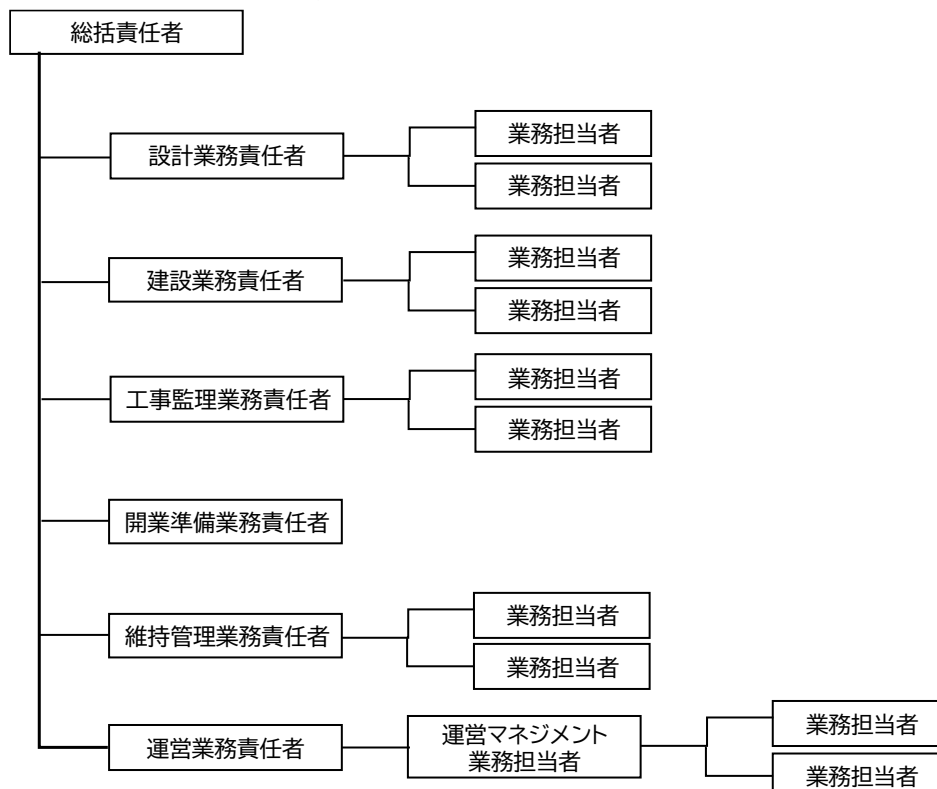 総括責任者
設計業務責任者
業務担当者
業務担当者
建設業務責任者
業務担当者
業務担当者
工事監理業務責任者
業務担当者
業務担当者
開業準備業務責任者
維持管理業務責任者
業務担当者
業務担当者
運営業務責任者
運営マネジメント
業務担当者
業務担当者
業務担当者